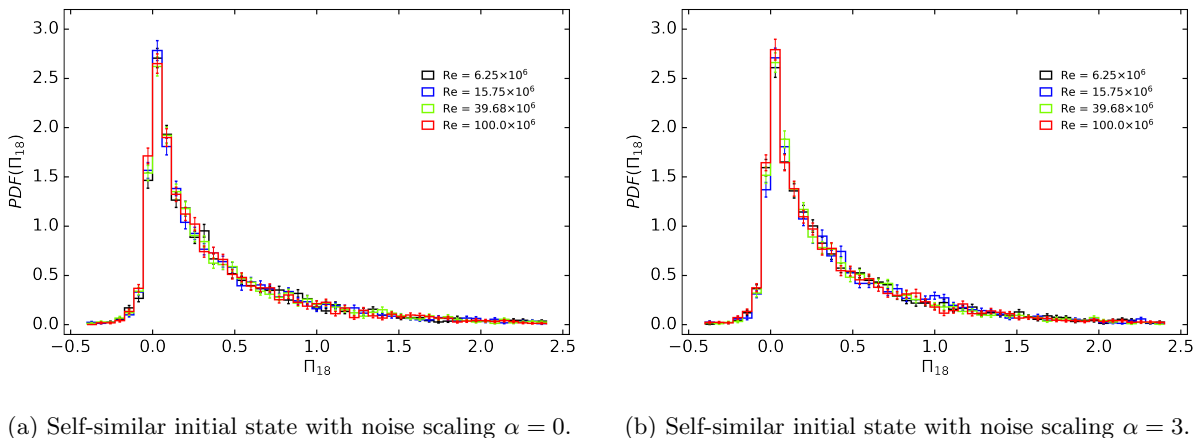 3.0
2.5
2.0
1.5
1.0
0.5
0.0
PDF(Π18)
Re = 6.25×10^6
Re = 15.75×10^6
Re = 39.68×10^6
Re = 100.0×10^6
−0.5 0.0 0.5 1.0 1.5 2.0 2.5
Π18
3.0
2.5
2.0
1.5
1.0
0.5
0.0
PDF(Π18)
Re = 6.25×10^6
Re = 15.75×10^6
Re = 39.68×10^6
Re = 100.0×10^6
−0.5 0.0 0.5 1.0 1.5 2.0 2.5
Π18
(a) Self-similar initial state with noise scaling α = 0.
(b) Self-similar initial state with noise scaling α = 3.